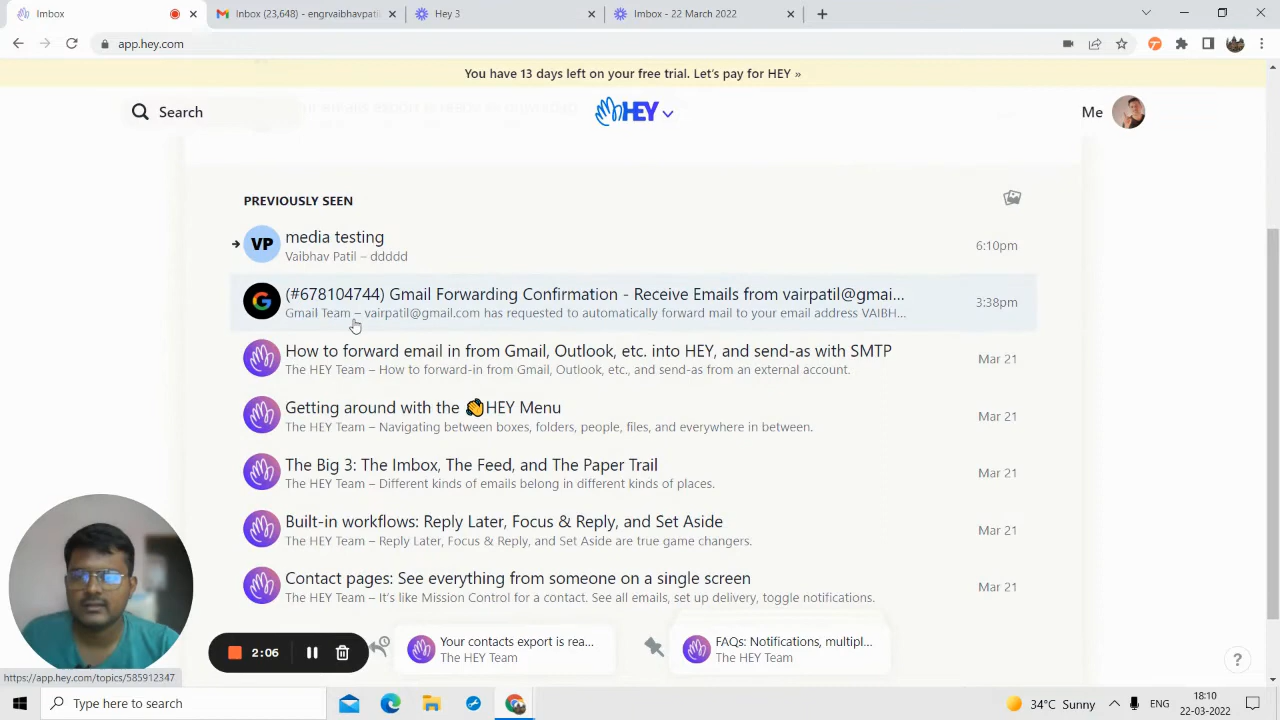 Imbox
Inbox (23,648) - engrvaibhavpati
Hey 3
Imbox - 22 March 2022
app.hey.com
You have 13 days left on your free trial. Let's pay for HEY »
Search
HEY
Me
PREVIOUSLY SEEN
VP
media testing
Vaibhav Patil – ddddd
6:10pm
(#678104744) Gmail Forwarding Confirmation - Receive Emails from vairpatil@gmai...
Gmail Team – vairpatil@gmail.com has requested to automatically forward mail to your email address VAIBH...
3:38pm
How to forward email in from Gmail, Outlook, etc. into HEY, and send-as with SMTP
The HEY Team – How to forward-in from Gmail, Outlook, etc., and send-as from an external account.
Mar 21
Getting around with the 👋HEY Menu
The HEY Team – Navigating between boxes, folders, people, files, and everywhere in between.
Mar 21
The Big 3: The Imbox, The Feed, and The Paper Trail
The HEY Team – Different kinds of emails belong in different kinds of places.
Mar 21
Built-in workflows: Reply Later, Focus & Reply, and Set Aside
The HEY Team – Reply Later, Focus & Reply, and Set Aside are true game changers.
Mar 21
Contact pages: See everything from someone on a single screen
The HEY Team – It's like Mission Control for a contact. See all emails, set up delivery, toggle notifications.
Mar 21
2:06
Your contacts export is rea...
The HEY Team
FAQs: Notifications, multipl...
The HEY Team
?
https://app.hey.com/topics/585912347
Type here to search
34°C Sunny
ENG
18:10
22-03-2022